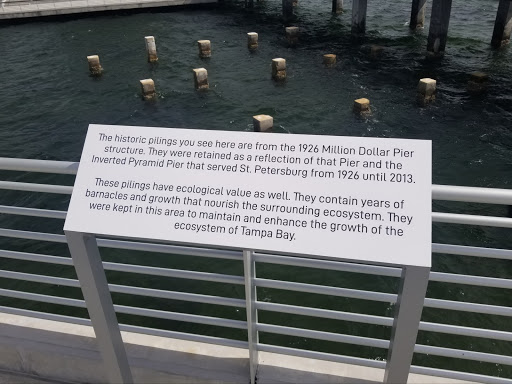 The historic pilings you see here are from the 1926 Million Dollar Pier
structure. They were retained as a reflection of that Pier and the
Inverted Pyramid Pier that served St. Petersburg from 1926 until 2013.
These pilings have ecological value as well. They contain years of
barnacles and growth that nourish the surrounding ecosystem. They
were kept in this area to maintain and enhance the growth of the
ecosystem of Tampa Bay.